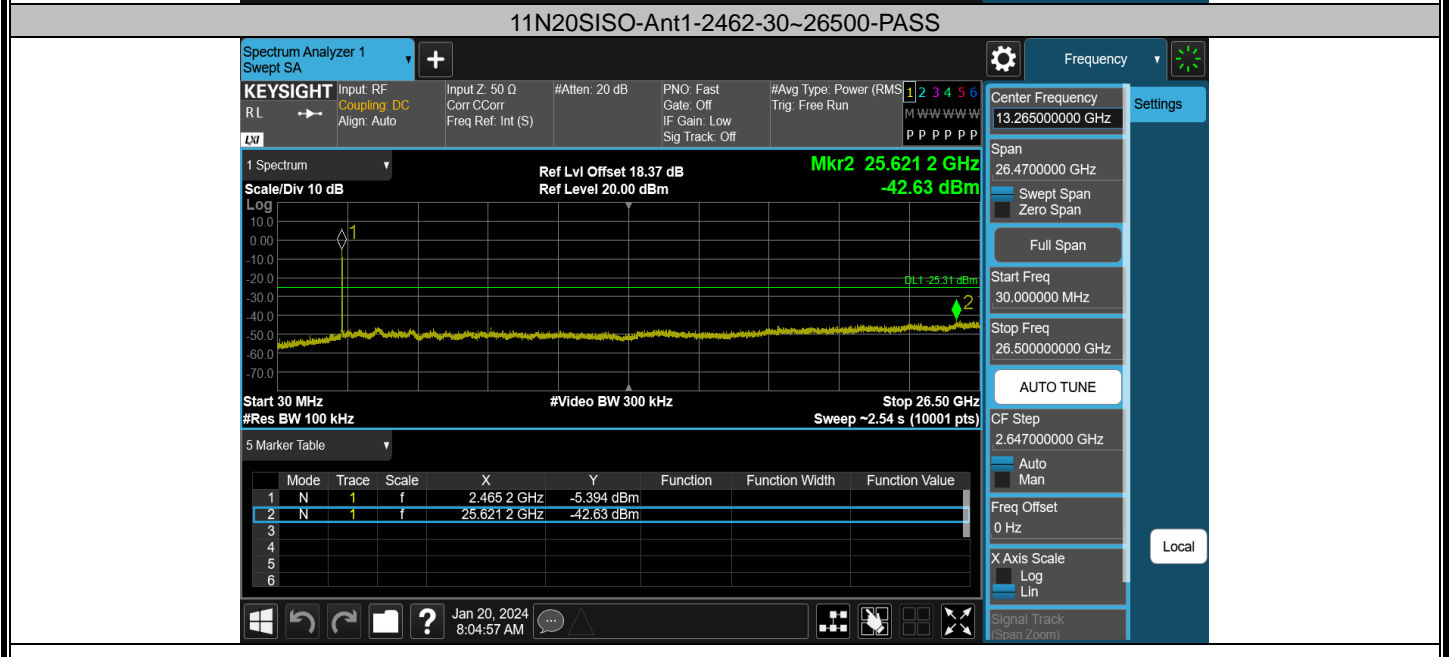 11N20SISO-Ant1-2462-30~26500-PASS
Spectrum Analyzer 1
Swept SA
+
Frequency
KEYSIGHT
R L
LXI
Input: RF
Coupling: DC
Align: Auto
Input Z: 50 Ω
Corr CCorr
Freq Ref: Int (S)
#Atten: 20 dB
PNO: Fast
Gate: Off
IF Gain: Low
Sig Track: Off
#Avg Type: Power (RMS
Trig: Free Run
1 2 3 4 5 6
M W W W W W
P P P P P P
Settings
Center Frequency
13.265000000 GHz
Span
26.4700000 GHz
Swept Span
Zero Span
Full Span
Start Freq
30.000000 MHz
Stop Freq
26.500000000 GHz
AUTO TUNE
CF Step
2.647000000 GHz
Auto
Man
Freq Offset
0 Hz
X Axis Scale
Log
Lin
Signal Track
(Span Zoom)
Local
1 Spectrum
Scale/Div 10 dB
Ref Lvl Offset 18.37 dB
Ref Level 20.00 dBm
Mkr2 25.621 2 GHz
-42.63 dBm
Log
10.0
0.00
-10.0
-20.0
-30.0
-40.0
-50.0
-60.0
-70.0
1
DL1 -25.31 dBm
2
Start 30 MHz
#Video BW 300 kHz
Stop 26.50 GHz
#Res BW 100 kHz
Sweep ~2.54 s (10001 pts)
5 Marker Table
Mode Trace Scale X Y Function Function Width Function Value
1 N 1 f 2.465 2 GHz -5.394 dBm
2 N 1 f 25.621 2 GHz -42.63 dBm
3
4
5
6
?
Jan 20, 2024
8:04:57 AM